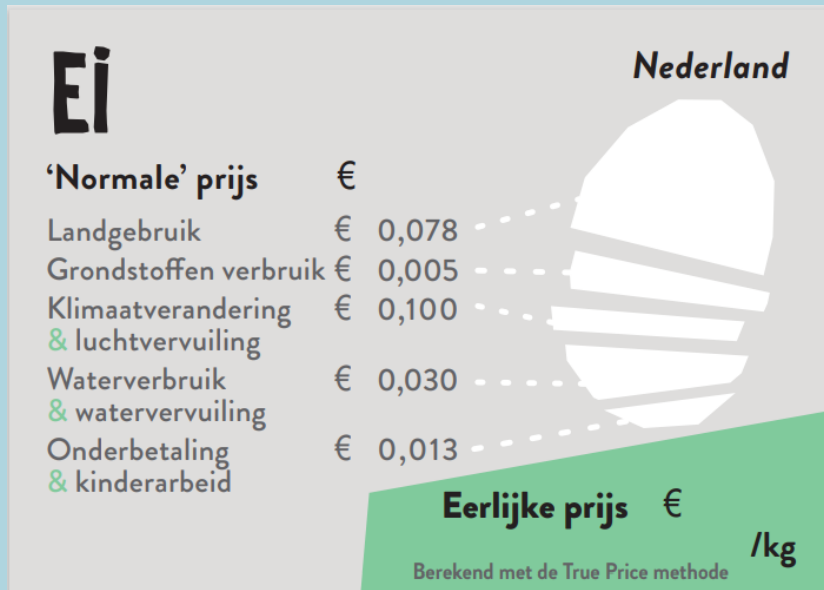 Ei
Nederland
‘Normale’ prijs €
Landgebruik € 0,078
Grondstoffen verbruik € 0,005
Klimaatverandering € 0,100
& luchtvervuiling
Waterverbruik € 0,030
& watervervuiling
Onderbetaling € 0,013
& kinderarbeid
Eerlijke prijs €
/kg
Berekend met de True Price methode